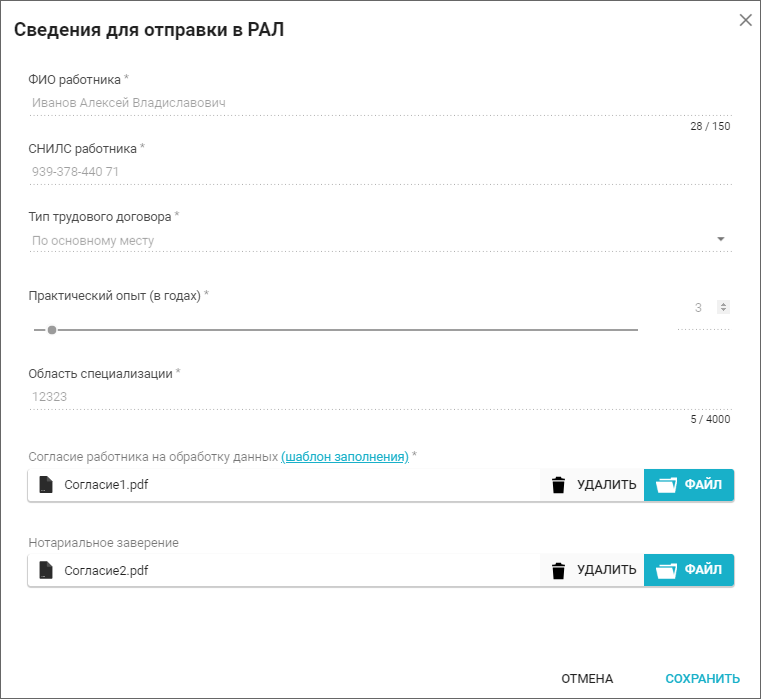 Сведения для отправки в РАЛ
ФИО работника *
Иванов Алексей Владиславович
28 / 150
СНИЛС работника *
939-378-440 71
Тип трудового договора *
По основному месту
Практический опыт (в годах) *
3
Область специализации *
12323
5 / 4000
Согласие работника на обработку данных (шаблон заполнения) *
Согласие1.pdf УДАЛИТЬ ФАЙЛ
Нотариальное заверение
Согласие2.pdf УДАЛИТЬ ФАЙЛ
ОТМЕНА СОХРАНИТЬ